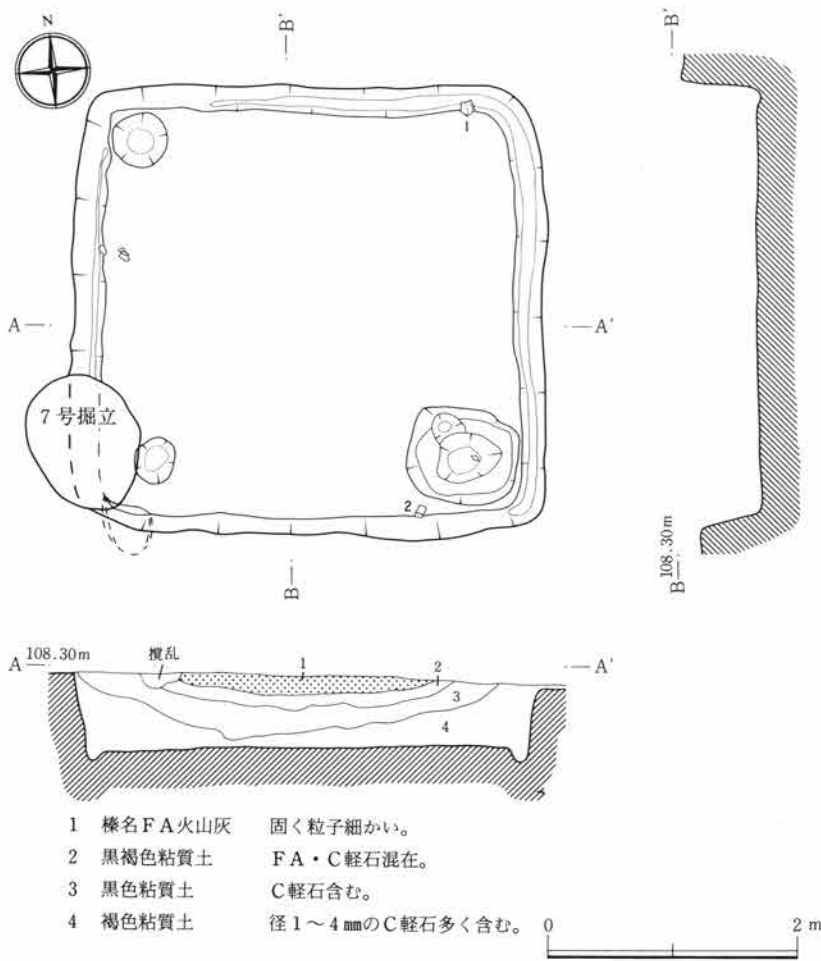 N
B'
B'
1
A
A'
7号掘立
2
B
B
108.30m
A 108.30m
攪乱
1
2
A'
3
4
1 榛名FA火山灰 固く粒子細かい。
2 黒褐色粘質土 FA・C軽石混在。
3 黒色粘質土 C軽石含む。
4 褐色粘質土 径1～4㎜のC軽石多く含む。
0 2m